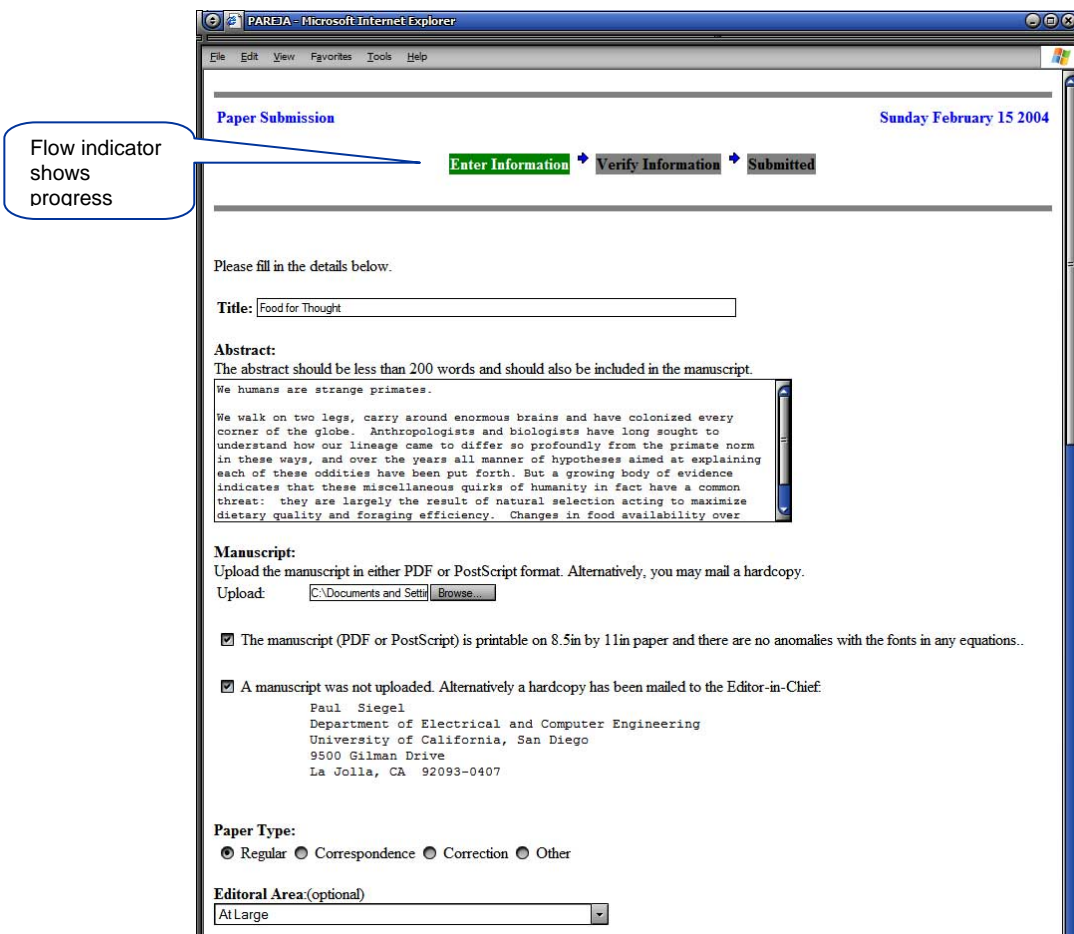 PAREJA - Microsoft Internet Explorer
File Edit View Favorites Tools Help
Paper Submission
Sunday February 15 2004
Flow indicator
shows
progress
Enter Information Verify Information Submitted
Please fill in the details below.
Title: Food for Thought
Abstract:
The abstract should be less than 200 words and should also be included in the manuscript.
We humans are strange primates.
We walk on two legs, carry around enormous brains and have colonized every
corner of the globe. Anthropologists and biologists have long sought to
understand how our lineage came to differ so profoundly from the primate norm
in these ways, and over the years all manner of hypotheses aimed at explaining
each of these oddities have been put forth. But a growing body of evidence
indicates that these miscellaneous quirks of humanity in fact have a common
threat: they are largely the result of natural selection acting to maximize
dietary quality and foraging efficiency. Changes in food availability over
Manuscript:
Upload the manuscript in either PDF or PostScript format. Alternatively, you may mail a hardcopy.
Upload: C:\Documents and Settin Browse...
The manuscript (PDF or PostScript) is printable on 8.5in by 11in paper and there are no anomalies with the fonts in any equations..
A manuscript was not uploaded. Alternatively a hardcopy has been mailed to the Editor-in-Chief:
Paul Siegel
Department of Electrical and Computer Engineering
University of California, San Diego
9500 Gilman Drive
La Jolla, CA 92093-0407
Paper Type:
Regular Correspondence Correction Other
Editoral Area:(optional)
At Large